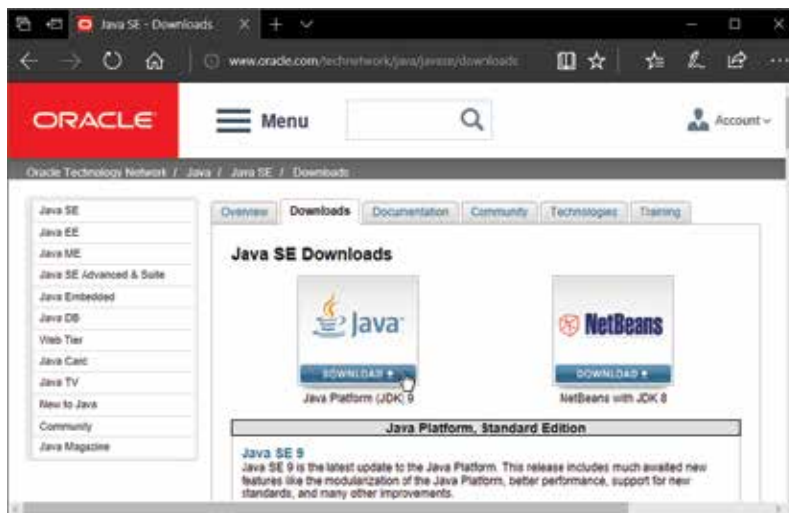 Java SE - Downloads
www.oracle.com/technetwork/java/javase/downloads
ORACLE
Menu
Account
Oracle Technology Network / Java / Java SE / Downloads
Java SE
Java EE
Java ME
Java SE Advanced & Suite
Java Embedded
Java DB
Web Tier
Java Card
Java TV
New to Java
Community
Java Magazine
Overview Downloads Documentation Community Technologies Training
Java SE Downloads
Java
DOWNLOAD
Java Platform (JDK) 9
NetBeans
DOWNLOAD
NetBeans with JDK 8
Java Platform, Standard Edition
Java SE 9
Java SE 9 is the latest update to the Java Platform. This release includes much awaited new
features like the modularization of the Java Platform, better performance, support for new
standards, and many other improvements.